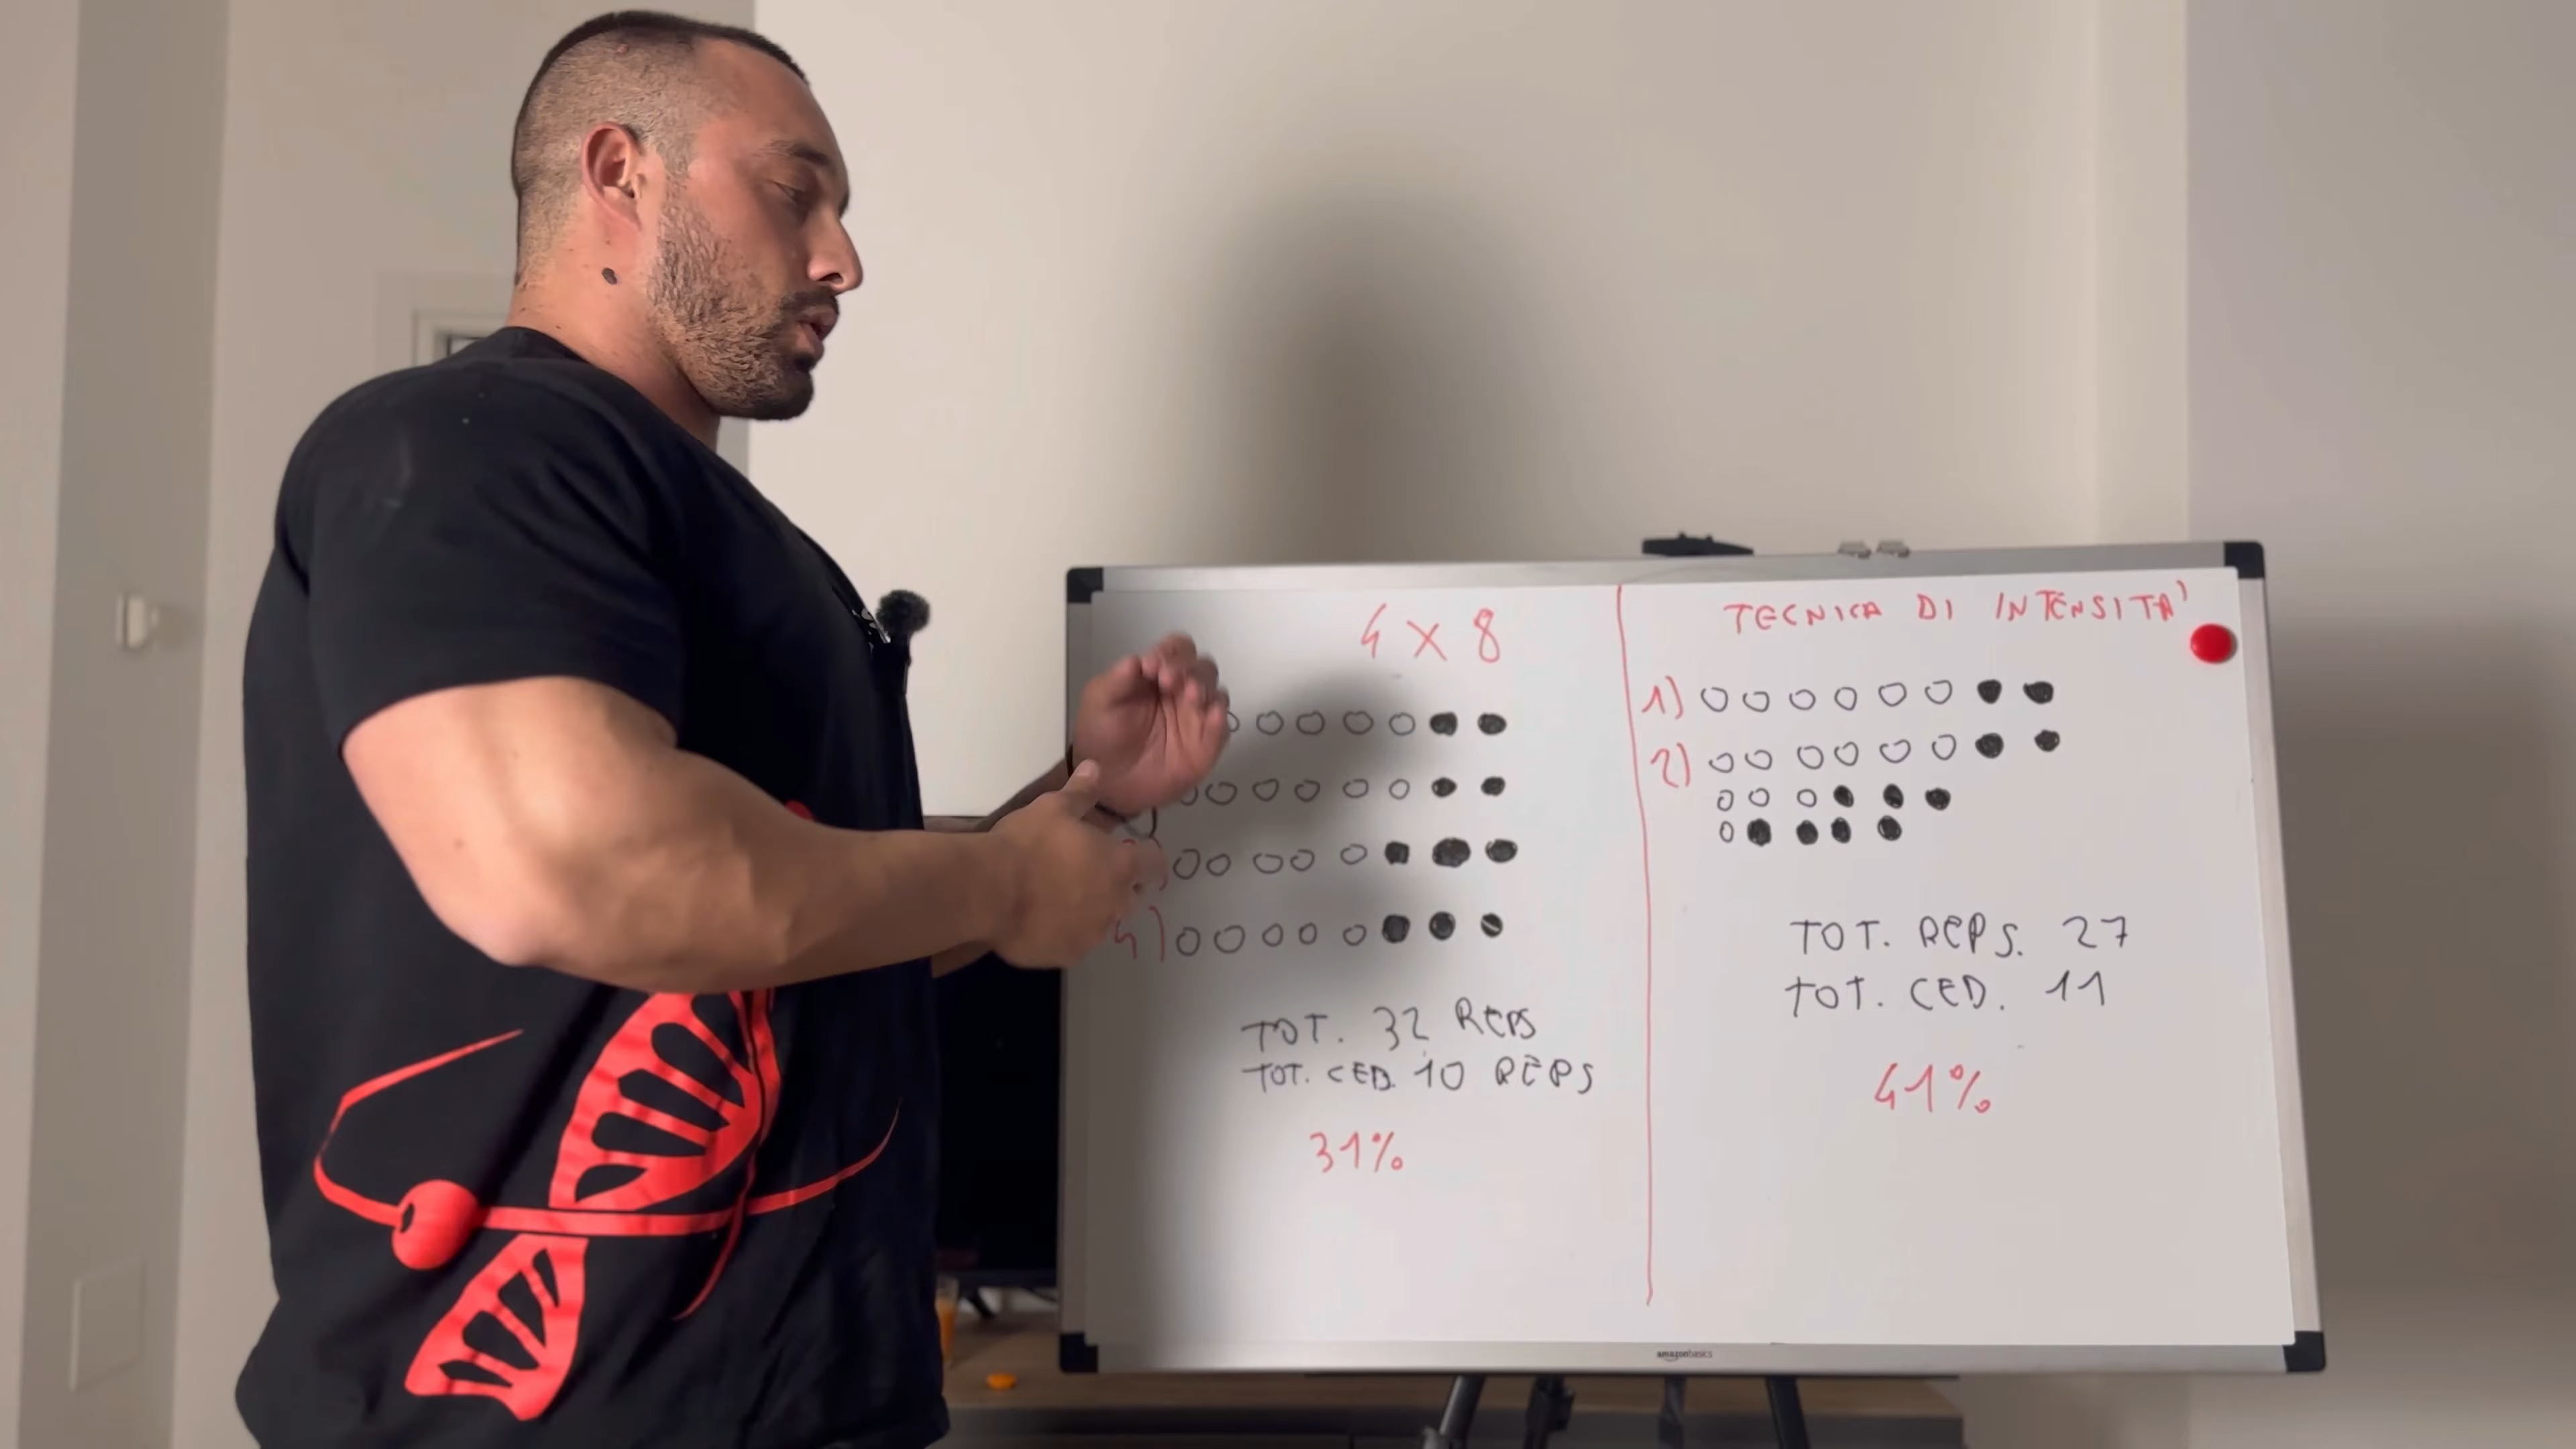 4 X 8
4)
TOT. 32 REPS
TOT. CED. 10 REPS
31%
TECNICA DI INTENSITA'
1)
2)
TOT. REPS. 27
TOT. CED. 11
41%
amazonbasics